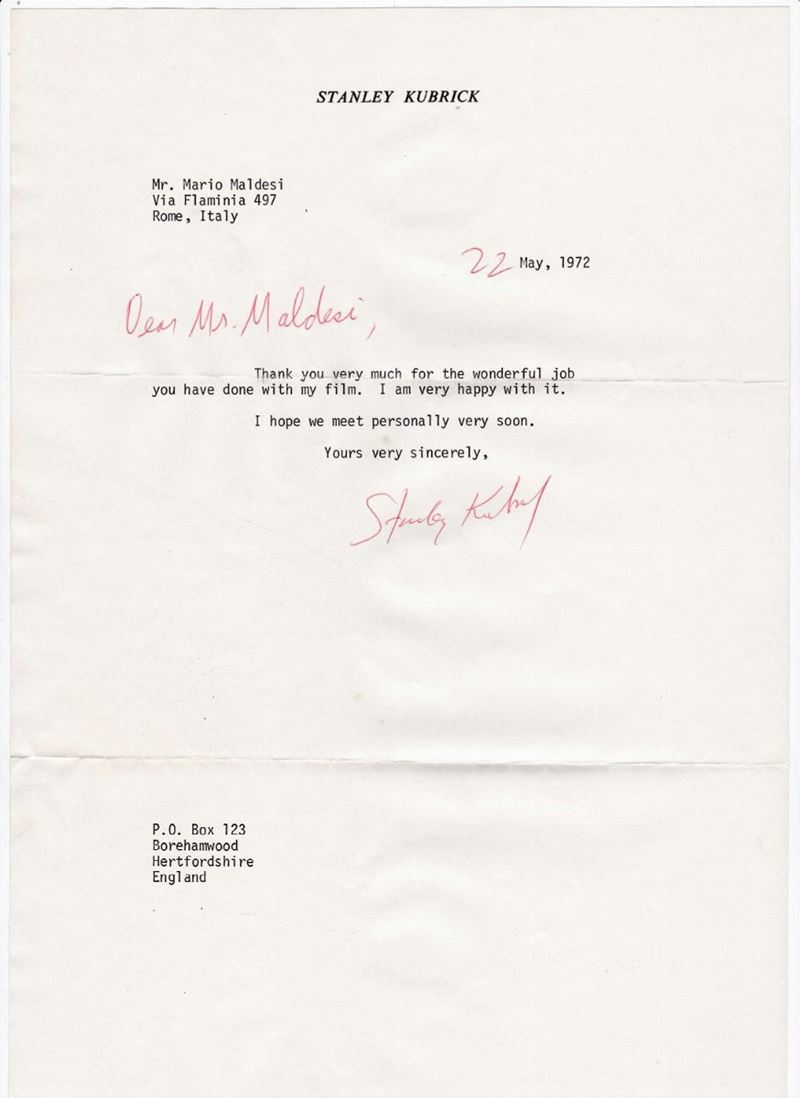 STANLEY KUBRICK
Mr. Mario Maldesi
Via Flaminia 497
Rome, Italy
22 May, 1972
Dear Mr. Maldesi,
Thank you very much for the wonderful job
you have done with my film. I am very happy with it.
I hope we meet personally very soon.
Yours very sincerely,
Stanley Kubrick
P.O. Box 123
Borehamwood
Hertfordshire
England